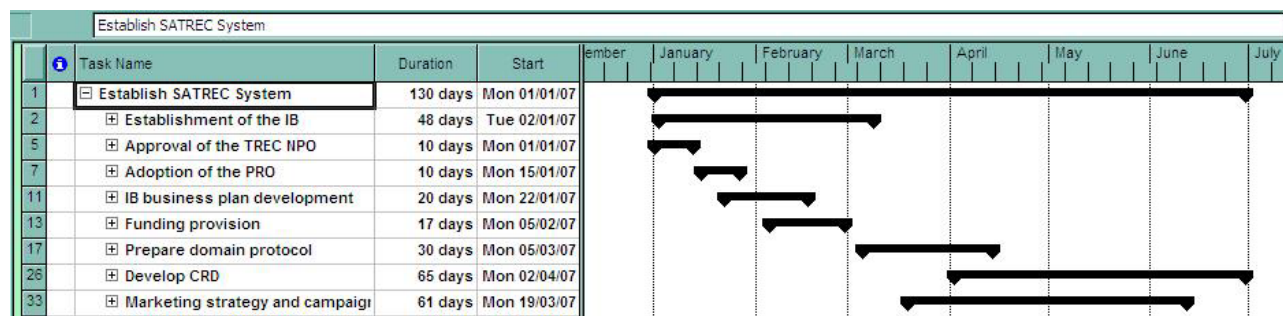 Establish SATREC System
Task Name Duration Start ember January February March April May June July
1 Establish SATREC System 130 days Mon 01/01/07
2 Establishment of the IB 48 days Tue 02/01/07
5 Approval of the TREC NPO 10 days Mon 01/01/07
7 Adoption of the PRO 10 days Mon 15/01/07
11 IB business plan development 20 days Mon 22/01/07
13 Funding provision 17 days Mon 05/02/07
17 Prepare domain protocol 30 days Mon 05/03/07
26 Develop CRD 65 days Mon 02/04/07
33 Marketing strategy and campaign 61 days Mon 19/03/07